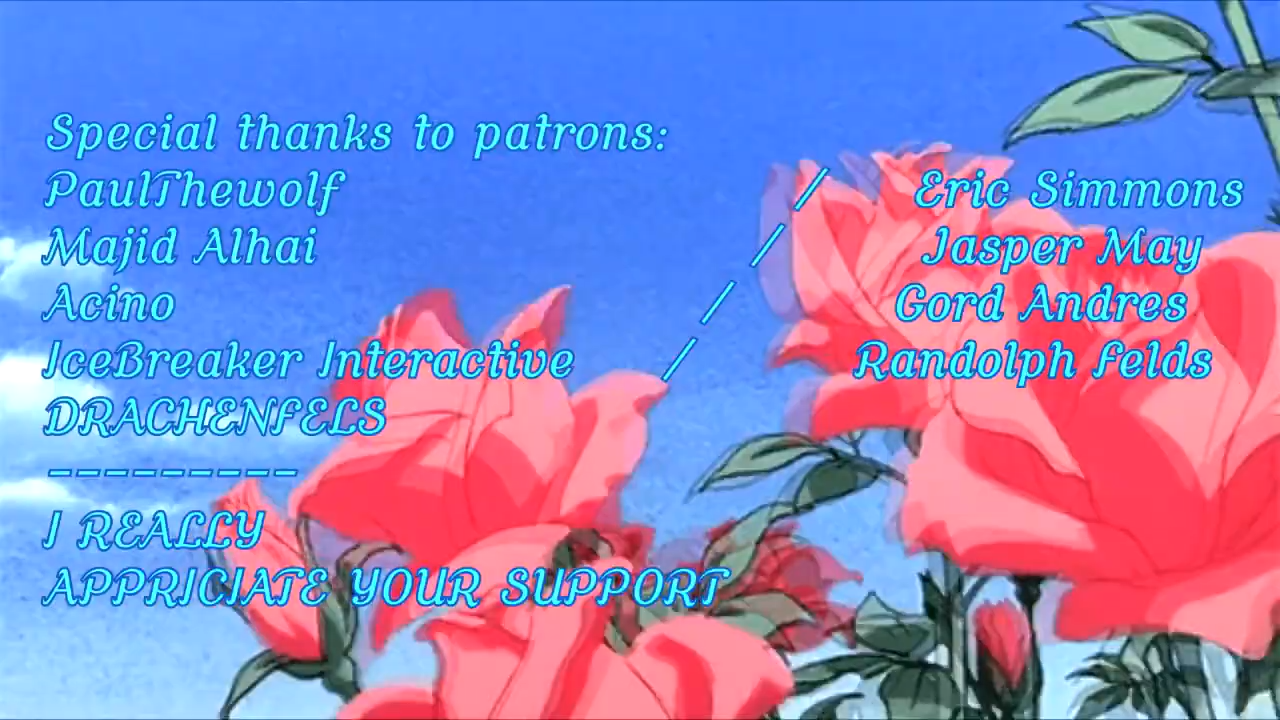 Special thanks to patrons:
PaulThewolf / Eric Simmons
Majid Alhai / Jasper May
Acino / Gord Andres
IceBreaker Interactive / Randolph Felds
DRACHENFELS
---------
I REALLY
APPRICIATE YOUR SUPPORT